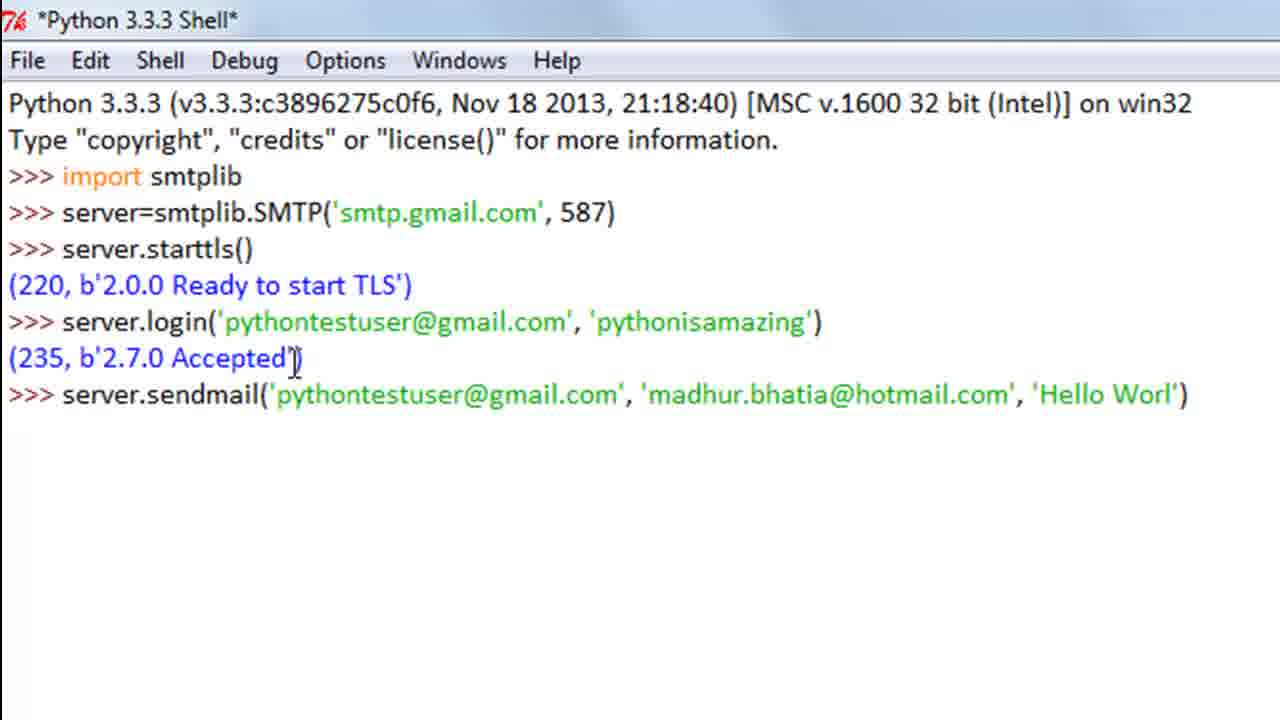 *Python 3.3.3 Shell*
File Edit Shell Debug Options Windows Help
Python 3.3.3 (v3.3.3:c3896275c0f6, Nov 18 2013, 21:18:40) [MSC v.1600 32 bit (Intel)] on win32
Type "copyright", "credits" or "license()" for more information.
>>> import smtplib
>>> server=smtplib.SMTP('smtp.gmail.com', 587)
>>> server.starttls()
(220, b'2.0.0 Ready to start TLS')
>>> server.login('pythontestuser@gmail.com', 'pythonisamazing')
(235, b'2.7.0 Accepted')
>>> server.sendmail('pythontestuser@gmail.com', 'madhur.bhatia@hotmail.com', 'Hello Worl')